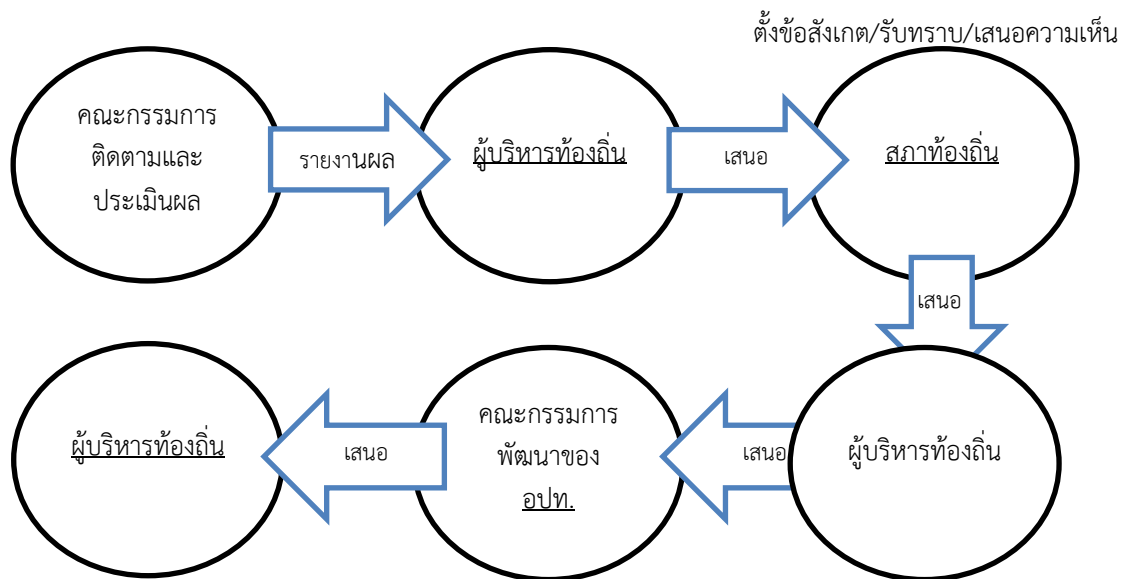 ตั้งข้อสังเกต/รับทราบ/เสนอความเห็น
คณะกรรมการ
ติดตามและ
ประเมินผล
รายงานผล
ผู้บริหารท้องถิ่น
เสนอ
สภาท้องถิ่น
เสนอ
ผู้บริหารท้องถิ่น
เสนอ
คณะกรรมการ
พัฒนาของ
อปท.
เสนอ
ผู้บริหารท้องถิ่น